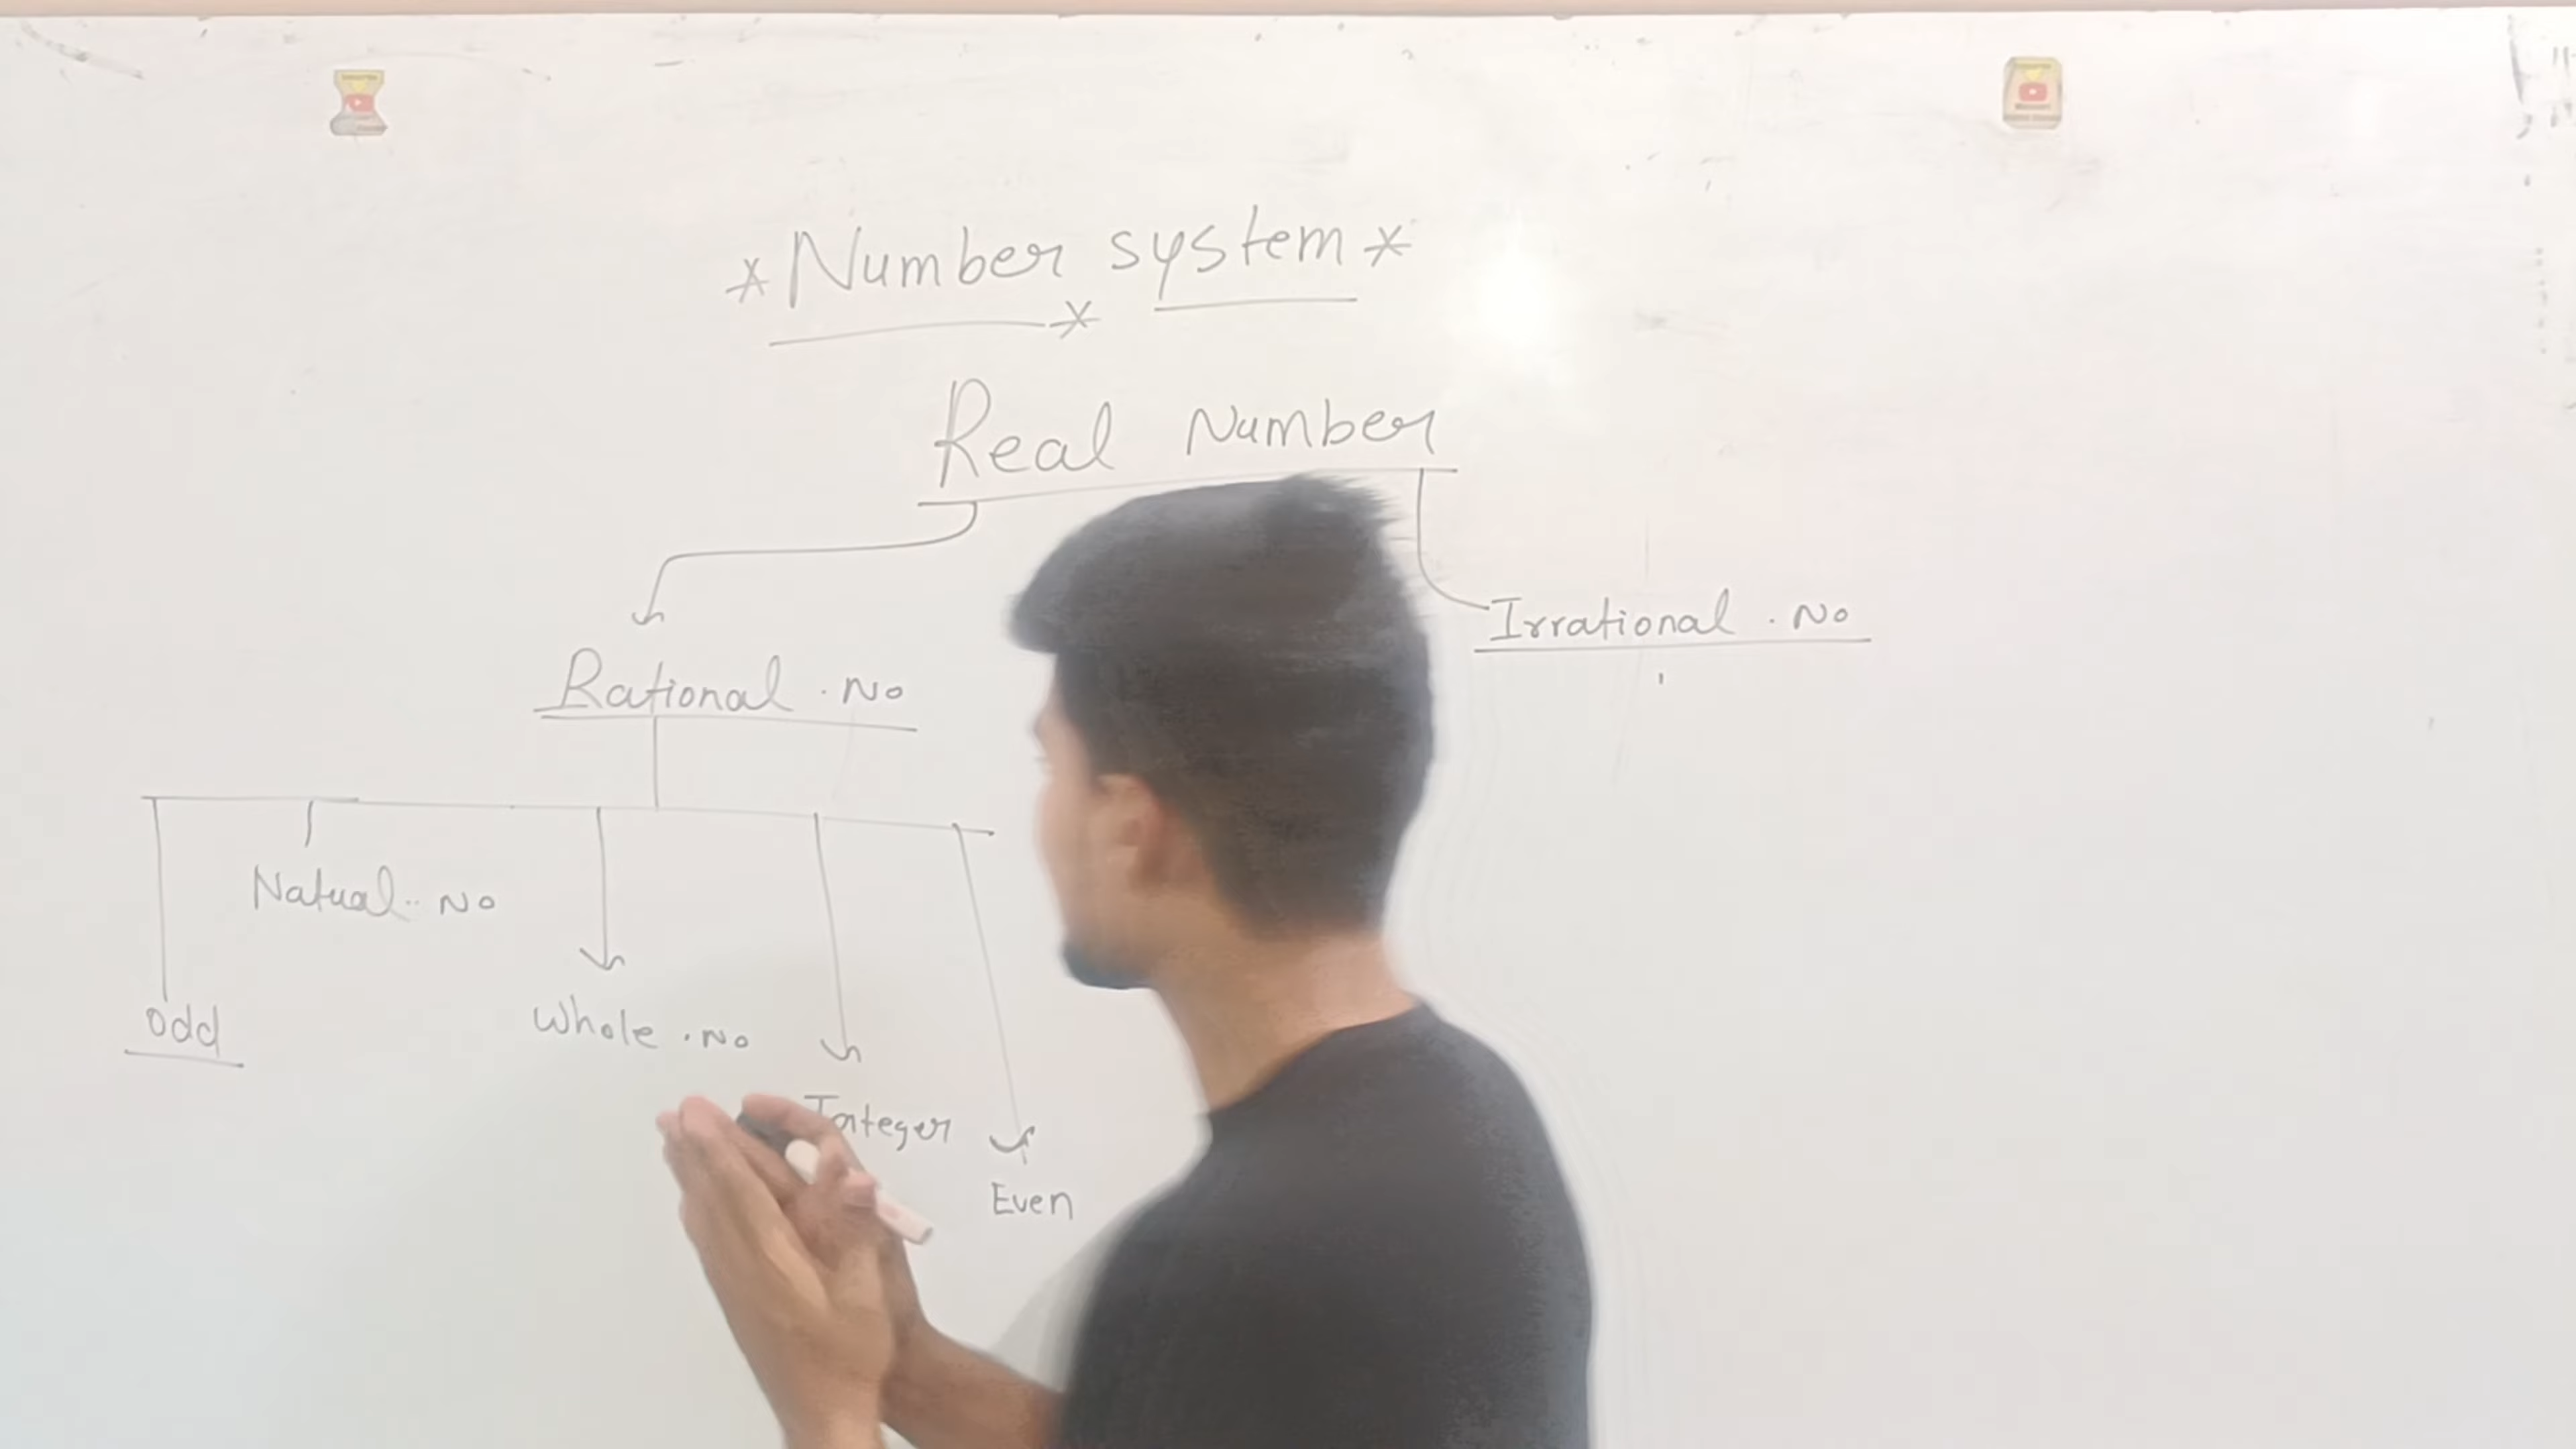 *Number system*
Real Number
Irrational . No
Rational . No
Natual.. No
Odd
Whole . No
Integer
Even